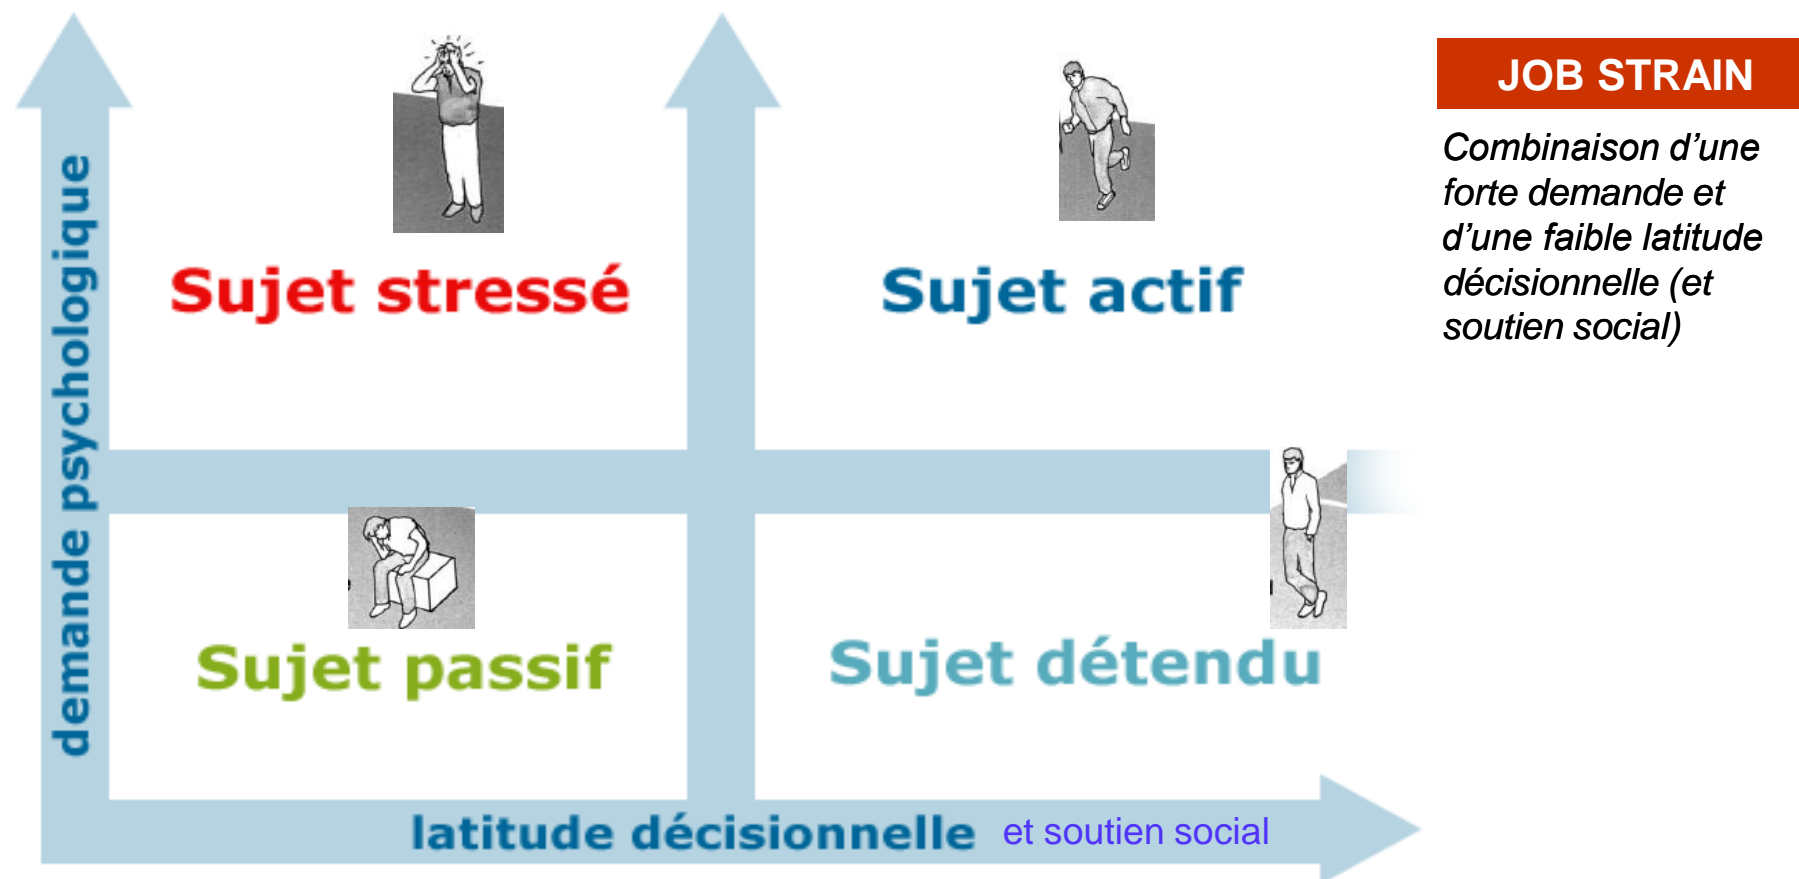 demande psychologique
Sujet stressé
Sujet actif
Sujet passif
Sujet détendu
latitude décisionnelle et soutien social
JOB STRAIN
Combinaison d’une
forte demande et
d’une faible latitude
décisionnelle (et
soutien social)